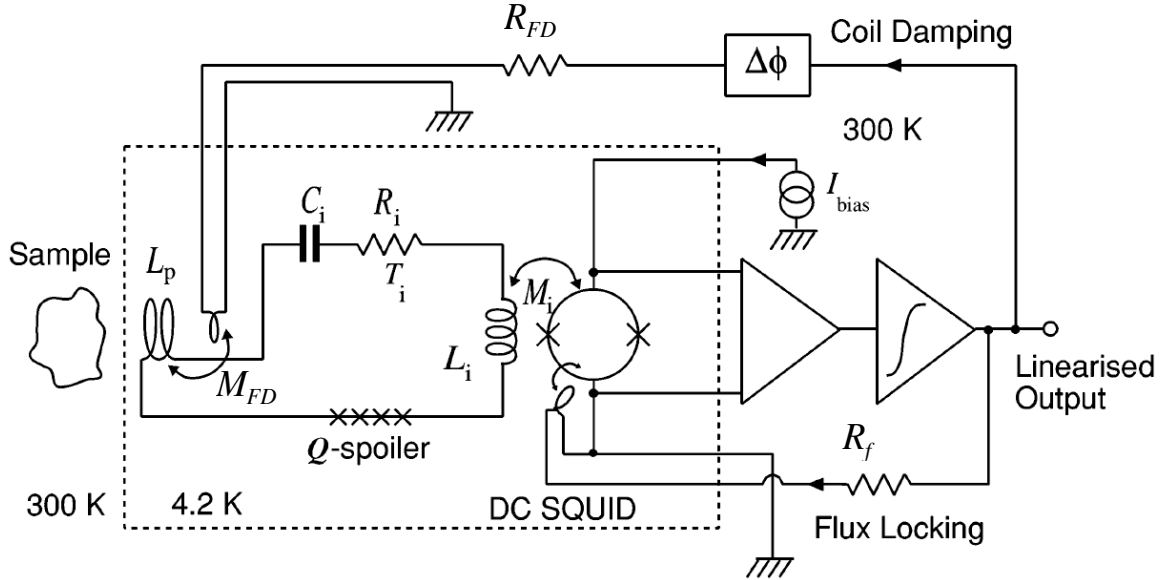 R_FD
Coil Damping
Δϕ
300 K
I_bias
C_i
R_i
Sample
L_p
T_i
M_i
L_i
M_FD
Linearised
Output
Q-spoiler
R_f
300 K
4.2 K
DC SQUID
Flux Locking